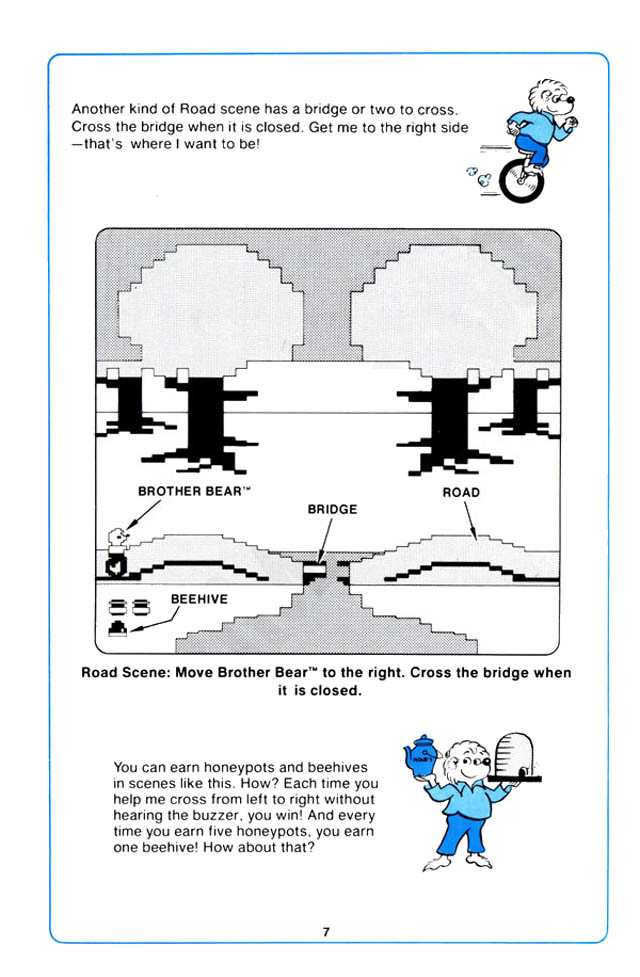 Another kind of Road scene has a bridge or two to cross.
Cross the bridge when it is closed. Get me to the right side
—that's where I want to be!
BROTHER BEAR™
BRIDGE
ROAD
BEEHIVE
Road Scene: Move Brother Bear™ to the right. Cross the bridge when
it is closed.
You can earn honeypots and beehives
in scenes like this. How? Each time you
help me cross from left to right without
hearing the buzzer, you win! And every
time you earn five honeypots, you earn
one beehive! How about that?
7